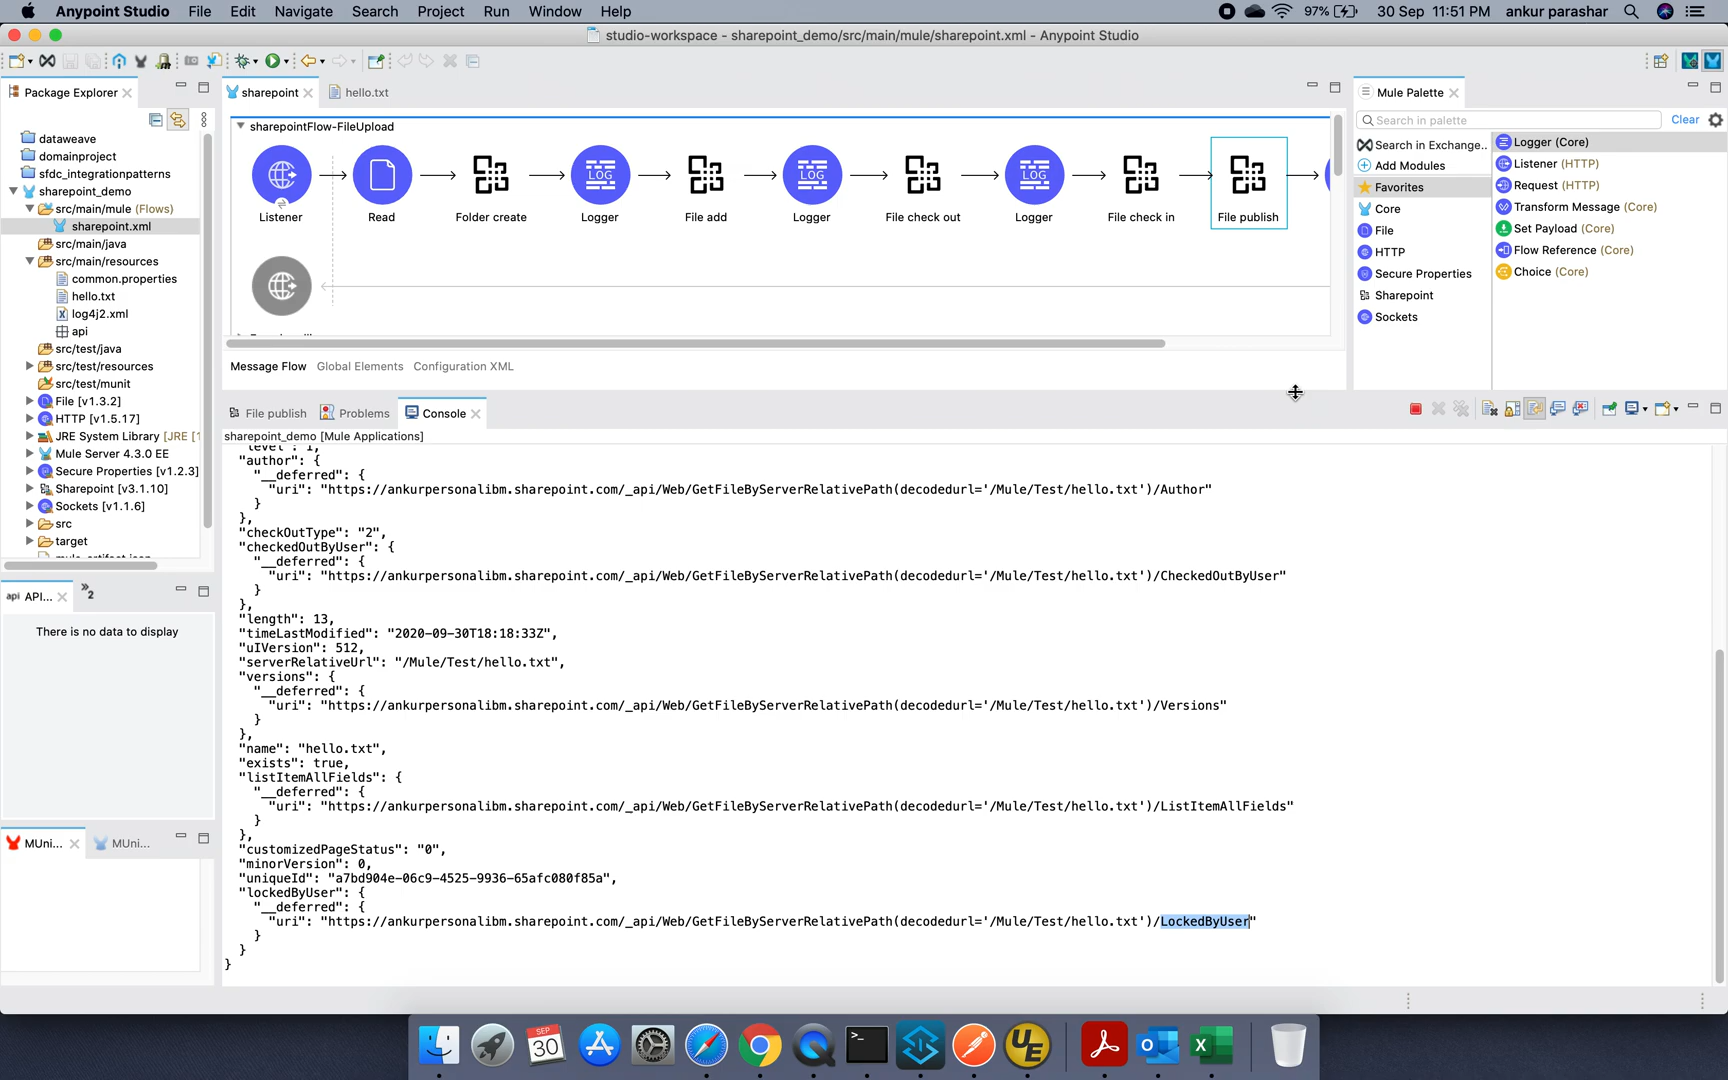 Anypoint Studio File Edit Navigate Search Project Run Window Help 97% 30 Sep 11:51 PM ankur parashar
studio-workspace - sharepoint_demo/src/main/mule/sharepoint.xml - Anypoint Studio
Package Explorer
dataweave
domainproject
sfdc_integrationpatterns
sharepoint_demo
src/main/mule (Flows)
sharepoint.xml
src/main/java
src/main/resources
common.properties
hello.txt
log4j2.xml
api
src/test/java
src/test/resources
src/test/munit
File [v1.3.2]
HTTP [v1.5.17]
JRE System Library [JRE [1
Mule Server 4.3.0 EE
Secure Properties [v1.2.3]
Sharepoint [v3.1.10]
Sockets [v1.1.6]
src
target
api API... 2
There is no data to display
MUni... MUni...
sharepoint hello.txt
sharepointFlow-FileUpload
LOG LOG LOG
Listener Read Folder create Logger File add Logger File check out Logger File check in File publish
Message Flow Global Elements Configuration XML
Mule Palette
Search in palette Clear
Search in Exchange..
Add Modules
Favorites
Core
File
HTTP
Secure Properties
Sharepoint
Sockets
Logger (Core)
Listener (HTTP)
Request (HTTP)
Transform Message (Core)
Set Payload (Core)
Flow Reference (Core)
Choice (Core)
File publish Problems Console
sharepoint_demo [Mule Applications]
"level": 1,
"author": {
"__deferred": {
"uri": "https://ankurpersonalibm.sharepoint.com/_api/Web/GetFileByServerRelativePath(decodedurl='/Mule/Test/hello.txt')/Author"
}
},
"checkOutType": "2",
"checkedOutByUser": {
"__deferred": {
"uri": "https://ankurpersonalibm.sharepoint.com/_api/Web/GetFileByServerRelativePath(decodedurl='/Mule/Test/hello.txt')/CheckedOutByUser"
}
},
"length": 13,
"timeLastModified": "2020-09-30T18:18:33Z",
"uIVersion": 512,
"serverRelativeUrl": "/Mule/Test/hello.txt",
"versions": {
"__deferred": {
"uri": "https://ankurpersonalibm.sharepoint.com/_api/Web/GetFileByServerRelativePath(decodedurl='/Mule/Test/hello.txt')/Versions"
}
},
"name": "hello.txt",
"exists": true,
"listItemAllFields": {
"__deferred": {
"uri": "https://ankurpersonalibm.sharepoint.com/_api/Web/GetFileByServerRelativePath(decodedurl='/Mule/Test/hello.txt')/ListItemAllFields"
}
},
"customizedPageStatus": "0",
"minorVersion": 0,
"uniqueId": "a7bd904e-06c9-4525-9936-65afc080f85a",
"lockedByUser": {
"__deferred": {
"uri": "https://ankurpersonalibm.sharepoint.com/_api/Web/GetFileByServerRelativePath(decodedurl='/Mule/Test/hello.txt')/LockedByUser"
}
}
}
SEP
30
UE